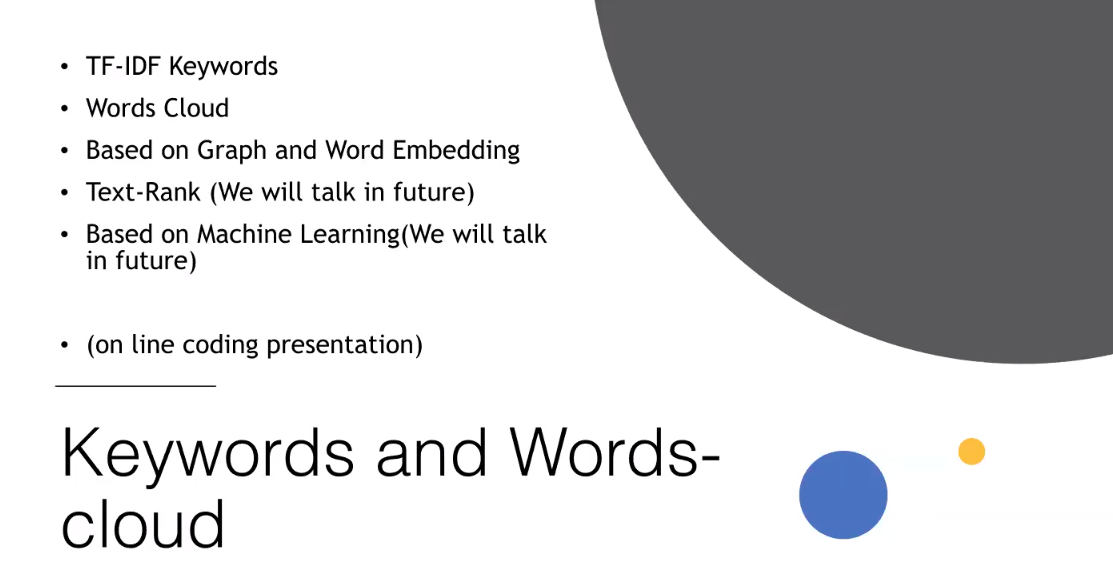 • TF-IDF Keywords
• Words Cloud
• Based on Graph and Word Embedding
• Text-Rank (We will talk in future)
• Based on Machine Learning(We will talk
in future)
• (on line coding presentation)
Keywords and Words-
cloud